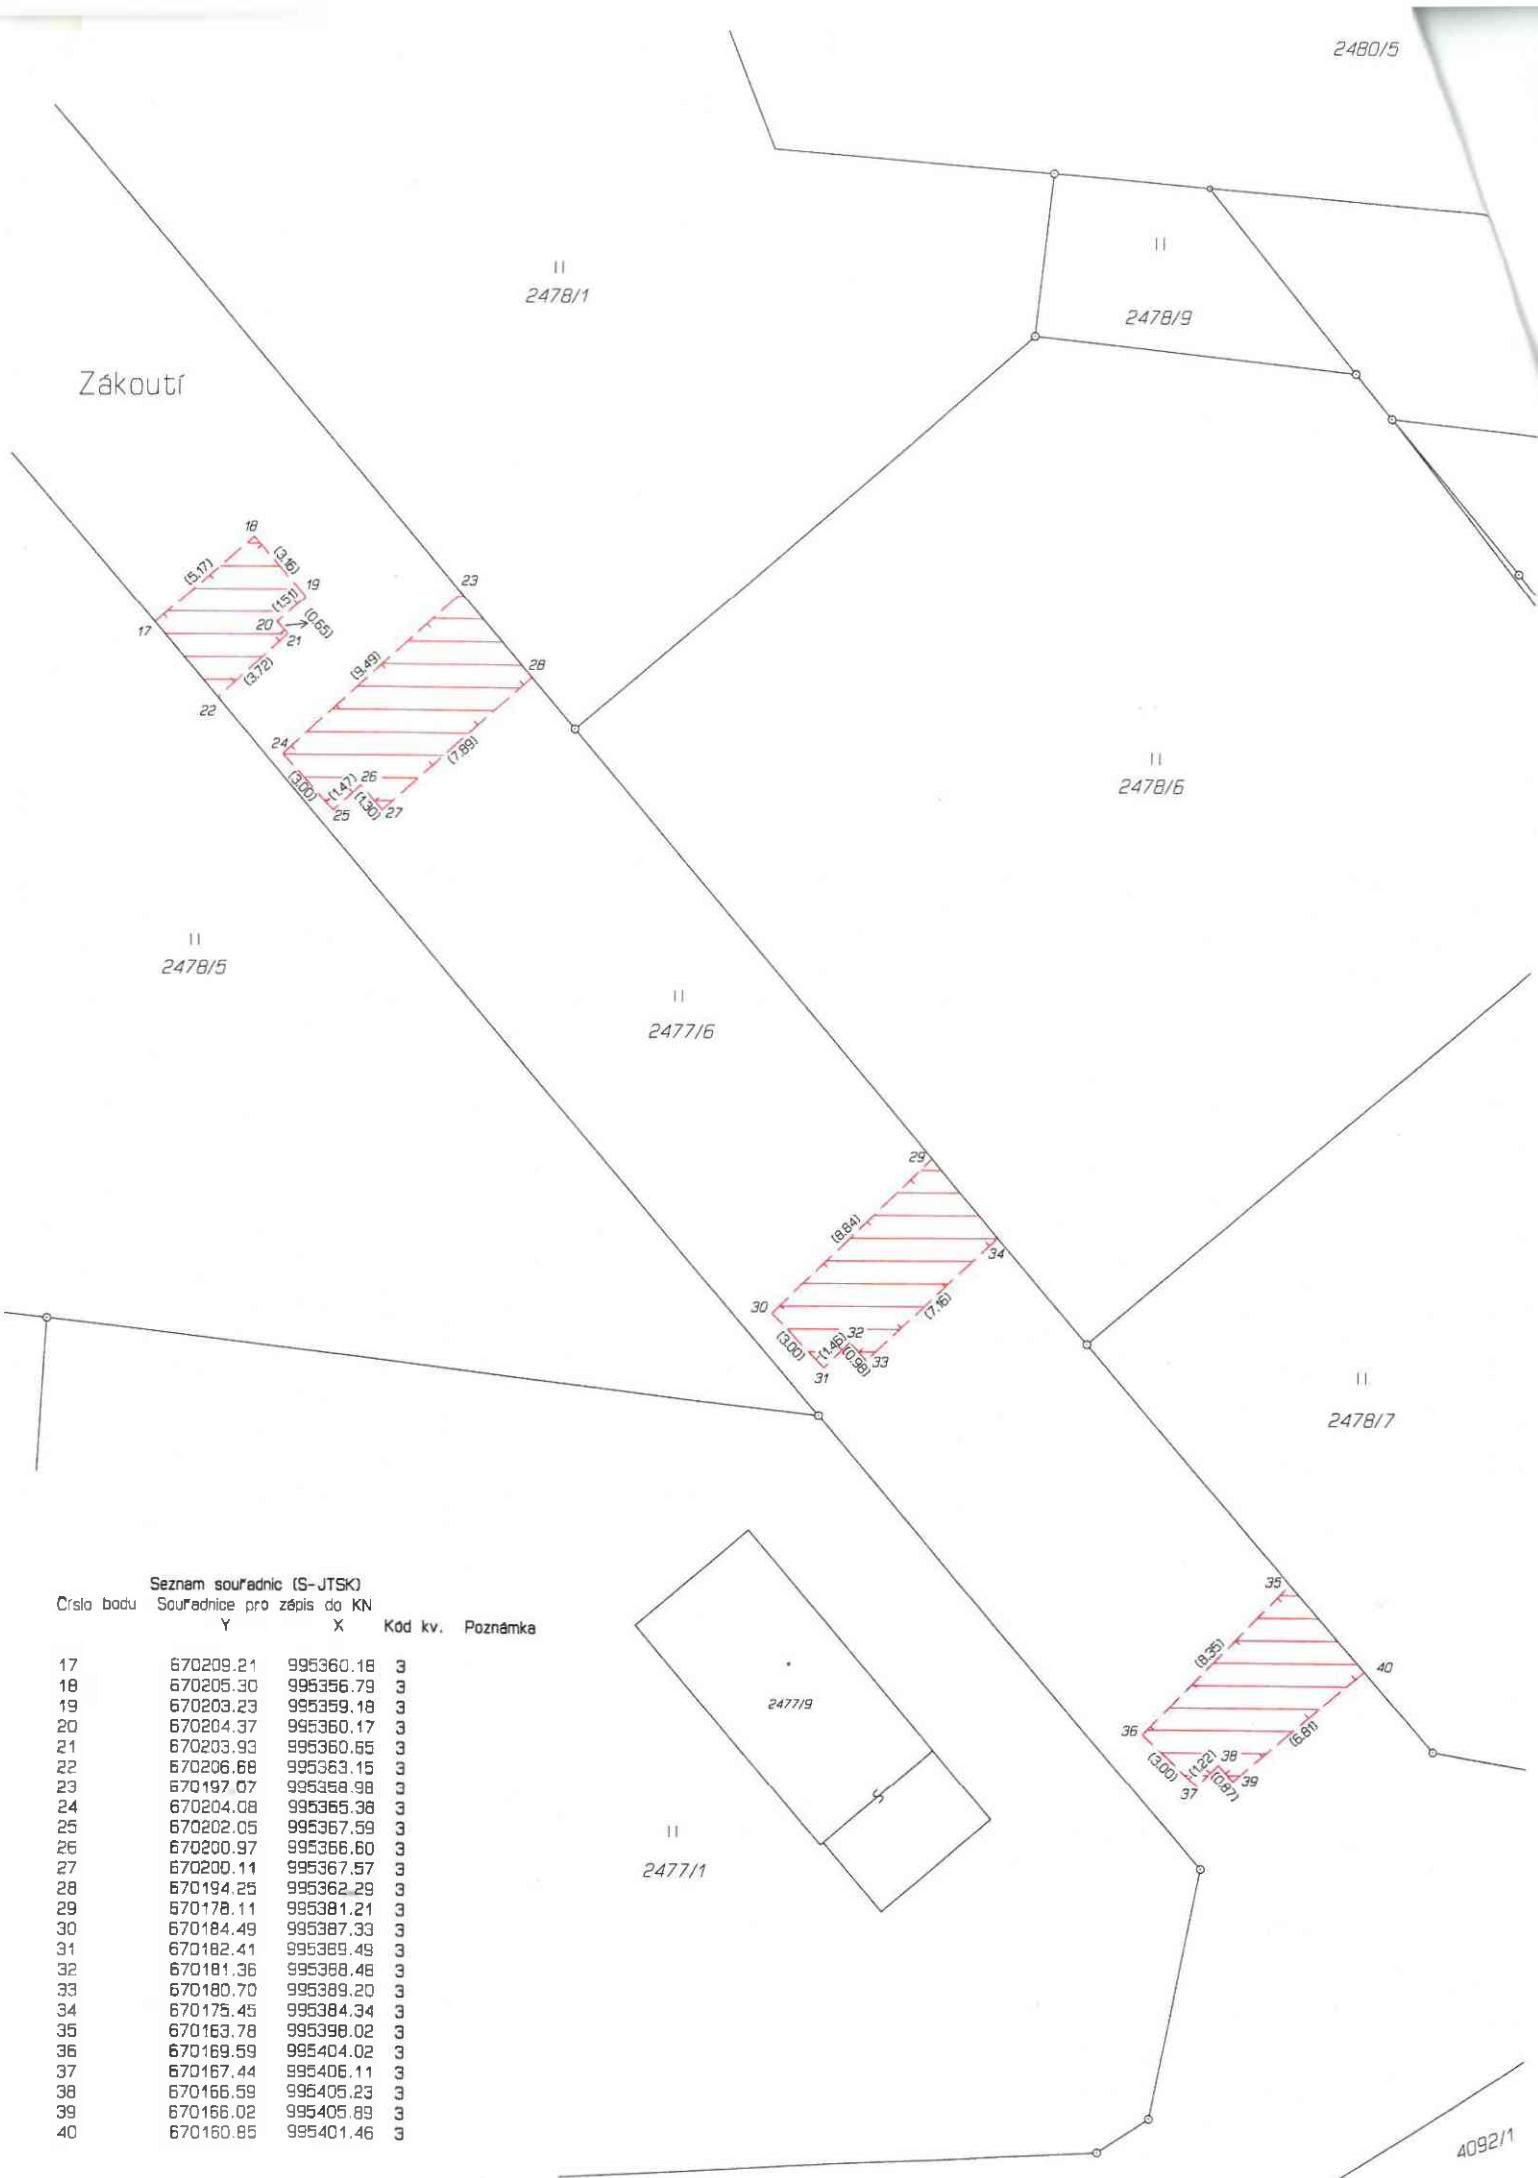 2480/5
II
2478/1
II
2478/9
Zákoutí
18
(5.17)
(3.16)
19
(1.51)
(0.65)
20
21
17
(3.72)
22
23
(9.49)
28
24
(7.89)
(3.00)
(1.47)
26
(1.30)
25
27
II
2478/6
II
2478/5
II
2477/6
29
(8.84)
34
30
(7.16)
32
(3.00)
(1.46)
(0.98)
33
31
II
2478/7
35
(8.35)
40
36
(6.81)
38
(3.00)
(1.22)
(0.87)
39
37
2477/9
II
2477/1
4092/1
Seznam souřadnic (S-JTSK)
Číslo bodu Souřadnice pro zápis do KN
Y X Kód kv. Poznámka
17 670209.21 995360.18 3
18 670205.30 995356.79 3
19 670203.23 995359.18 3
20 670204.37 995360.17 3
21 670203.93 995360.65 3
22 670206.68 995363.15 3
23 670197.07 995358.98 3
24 670204.08 995365.38 3
25 670202.05 995367.59 3
26 670200.97 995366.60 3
27 670200.11 995367.57 3
28 670194.25 995362.29 3
29 670178.11 995381.21 3
30 670184.49 995387.33 3
31 670182.41 995389.49 3
32 670181.36 995388.48 3
33 670180.70 995389.20 3
34 670175.45 995384.34 3
35 670163.78 995398.02 3
36 670169.59 995404.02 3
37 670167.44 995406.11 3
38 670166.59 995405.23 3
39 670166.02 995405.89 3
40 670160.85 995401.46 3